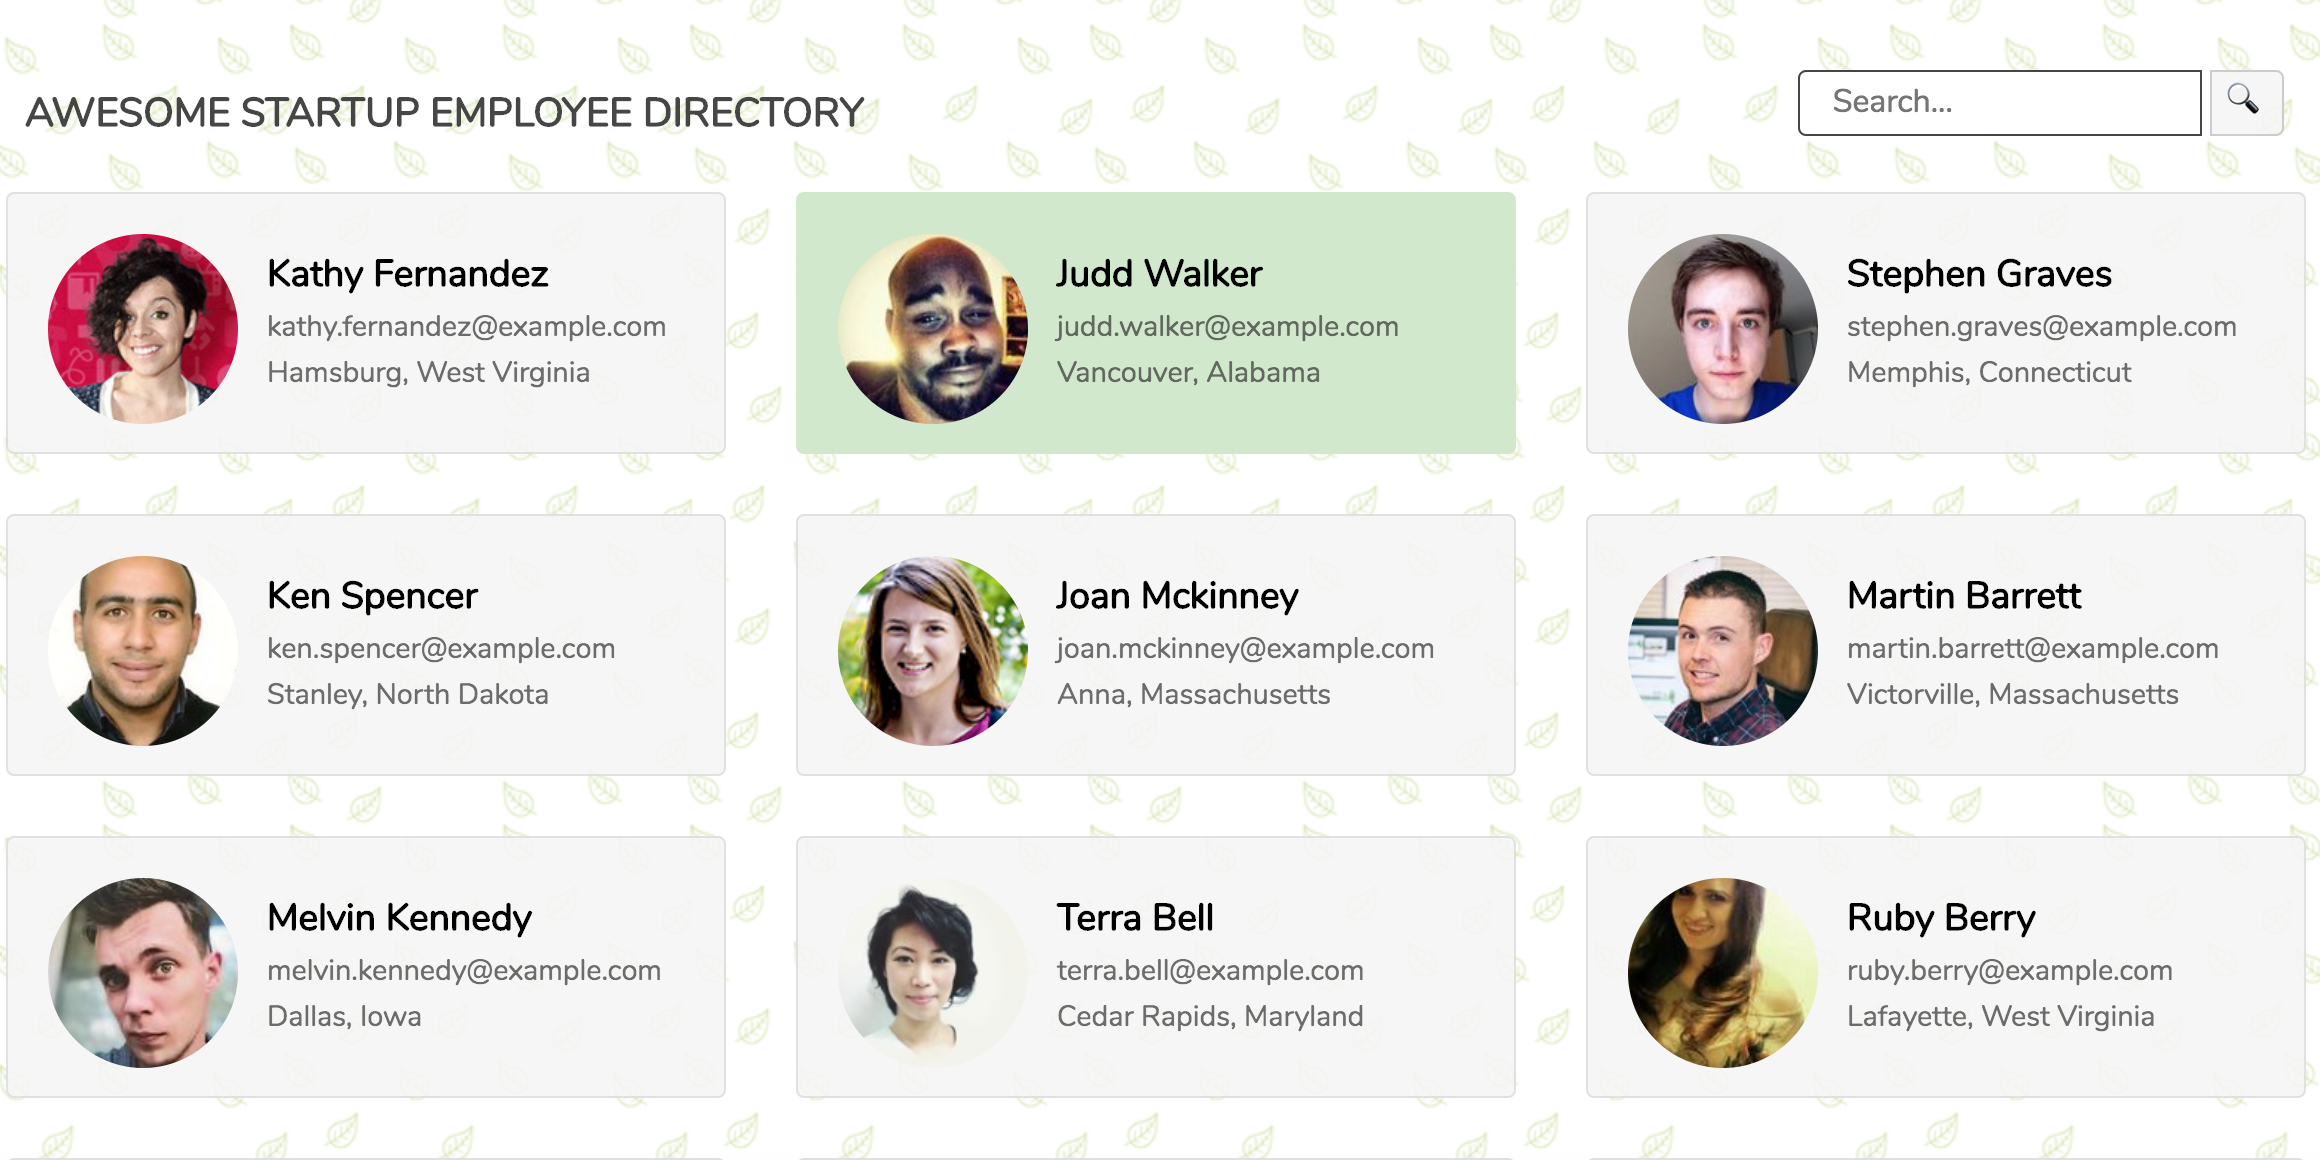 AWESOME STARTUP EMPLOYEE DIRECTORY
Search...
Kathy Fernandez
kathy.fernandez@example.com
Hamsburg, West Virginia
Judd Walker
judd.walker@example.com
Vancouver, Alabama
Stephen Graves
stephen.graves@example.com
Memphis, Connecticut
Ken Spencer
ken.spencer@example.com
Stanley, North Dakota
Joan Mckinney
joan.mckinney@example.com
Anna, Massachusetts
Martin Barrett
martin.barrett@example.com
Victorville, Massachusetts
Melvin Kennedy
melvin.kennedy@example.com
Dallas, Iowa
Terra Bell
terra.bell@example.com
Cedar Rapids, Maryland
Ruby Berry
ruby.berry@example.com
Lafayette, West Virginia